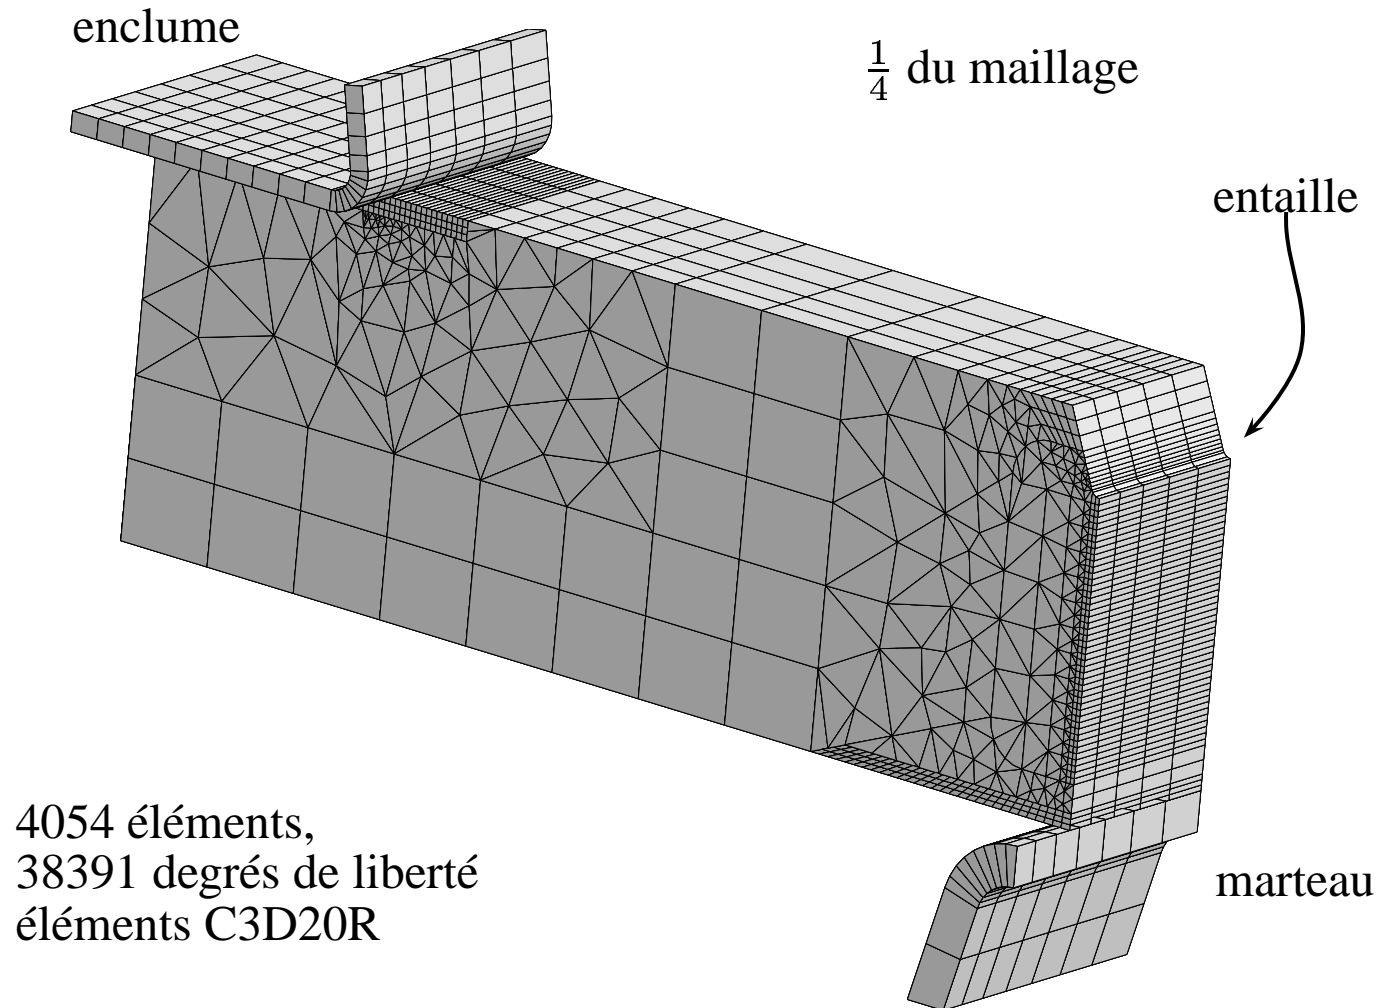 enclume
1/4 du maillage
entaille
4054 éléments,
38391 degrés de liberté
éléments C3D20R
marteau